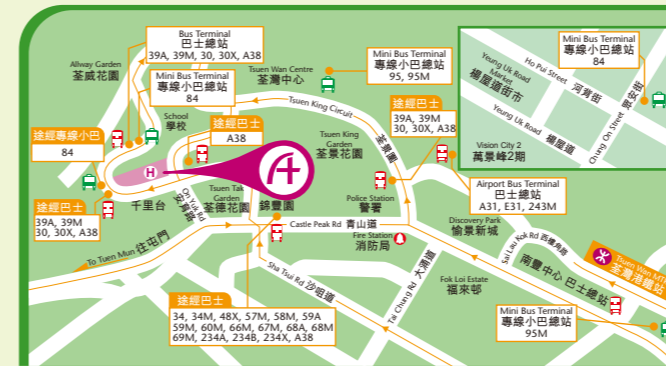 Bus Terminal
巴士總站
39A, 39M, 30, 30X, A38
Allway Garden
荃威花園
Mini Bus Terminal
專線小巴總站
84
School
學校
途經專線小巴
84
途經巴士
A38
途經巴士
39A, 39M
30, 30X, A38
千里台
On Yuk Rd
安育路
H
Tsuen Tak
Garden
荃德花園
錦豐園
Tsuen Wan Centre
荃灣中心
Tsuen King Circuit
荃景圍
Tsuen King
Garden
荃景花園
Mini Bus Terminal
專線小巴總站
95, 95M
途經巴士
39A, 39M
30, 30X, A38
Police Station
警署
Castle Peak Rd 青山道
Fire Station
消防局
To Tuen Mun 往屯門
Sha Tsui Rd 沙咀道
途經巴士
34, 34M, 48X, 57M, 58M, 59A
59M, 60M, 66M, 67M, 68A, 68M
69M, 234A, 234B, 234X, A38
Tai Chung Rd
Fok Loi Estate
福來邨
Discovery Park
愉景新城
Airport Bus Terminal
巴士總站
A31, E31, 243M
Sai Lau Kok Rd 西樓角路
南豐中心 巴士總站
Tsuen Wan MTR
荃灣港鐵站
Mini Bus Terminal
專線小巴總站
95M
Mini Bus Terminal
專線小巴總站
84
Yeung Uk Road
Market
楊屋道街市
Ho Pui Street 河背街
Yeung Uk Road 楊屋道
Chung On Street 眾安街
Vision City 2
萬景峰2期